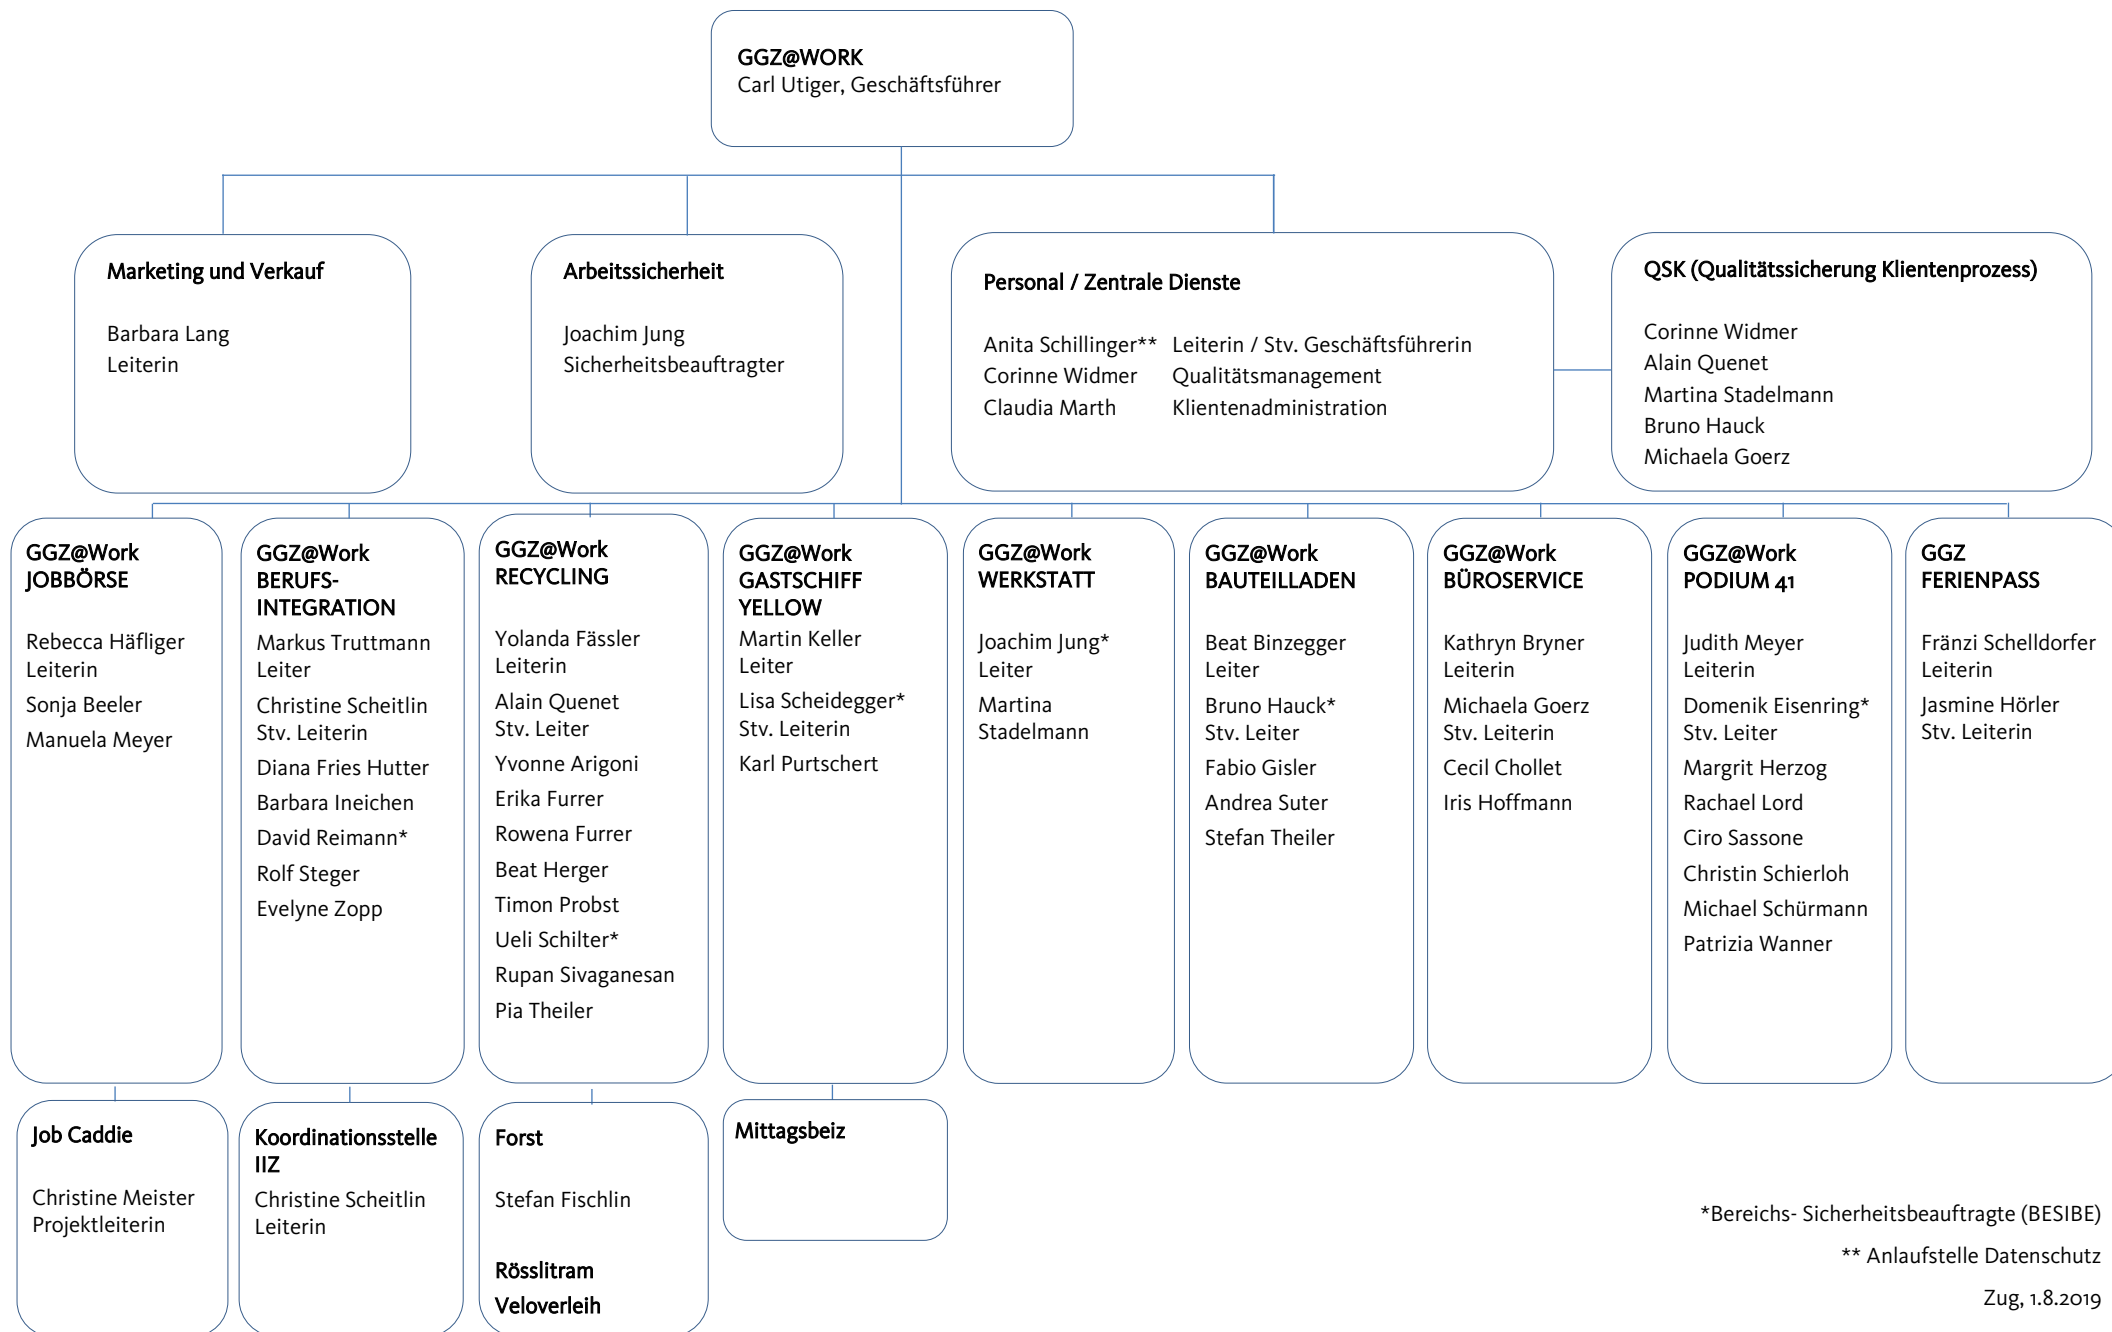 GGZ@WORK
Carl Utiger, Geschäftsführer
Marketing und Verkauf
Barbara Lang
Leiterin
Arbeitssicherheit
Joachim Jung
Sicherheitsbeauftragter
Personal / Zentrale Dienste
Anita Schillinger** Leiterin / Stv. Geschäftsführerin
Corinne Widmer Qualitätsmanagement
Claudia Marth Klientenadministration
QSK (Qualitätssicherung Klientenprozess)
Corinne Widmer
Alain Quenet
Martina Stadelmann
Bruno Hauck
Michaela Goerz
GGZ@Work
JOBBÖRSE
Rebecca Häfliger
Leiterin
Sonja Beeler
Manuela Meyer
GGZ@Work
BERUFS-
INTEGRATION
Markus Truttmann
Leiter
Christine Scheitlin
Stv. Leiterin
Diana Fries Hutter
Barbara Ineichen
David Reimann*
Rolf Steger
Evelyne Zopp
GGZ@Work
RECYCLING
Yolanda Fässler
Leiterin
Alain Quenet
Stv. Leiter
Yvonne Arigoni
Erika Furrer
Rowena Furrer
Beat Herger
Timon Probst
Ueli Schilter*
Rupan Sivaganesan
Pia Theiler
GGZ@Work
GASTSCHIFF
YELLOW
Martin Keller
Leiter
Lisa Scheidegger*
Stv. Leiterin
Karl Purtschert
GGZ@Work
WERKSTATT
Joachim Jung*
Leiter
Martina
Stadelmann
GGZ@Work
BAUTEILLADEN
Beat Binzegger
Leiter
Bruno Hauck*
Stv. Leiter
Fabio Gisler
Andrea Suter
Stefan Theiler
GGZ@Work
BÜROSERVICE
Kathryn Bryner
Leiterin
Michaela Goerz
Stv. Leiterin
Cecil Chollet
Iris Hoffmann
GGZ@Work
PODIUM 41
Judith Meyer
Leiterin
Domenik Eisenring*
Stv. Leiter
Margrit Herzog
Rachael Lord
Ciro Sassone
Christin Schierloh
Michael Schürmann
Patrizia Wanner
GGZ
FERIENPASS
Fränzi Schelldorfer
Leiterin
Jasmine Hörler
Stv. Leiterin
Job Caddie
Christine Meister
Projektleiterin
Koordinationsstelle
IIZ
Christine Scheitlin
Leiterin
Forst
Stefan Fischlin
Rösslitram
Veloverleih
Mittagsbeiz
*Bereichs- Sicherheitsbeauftragte (BESIBE)
** Anlaufstelle Datenschutz
Zug, 1.8.2019